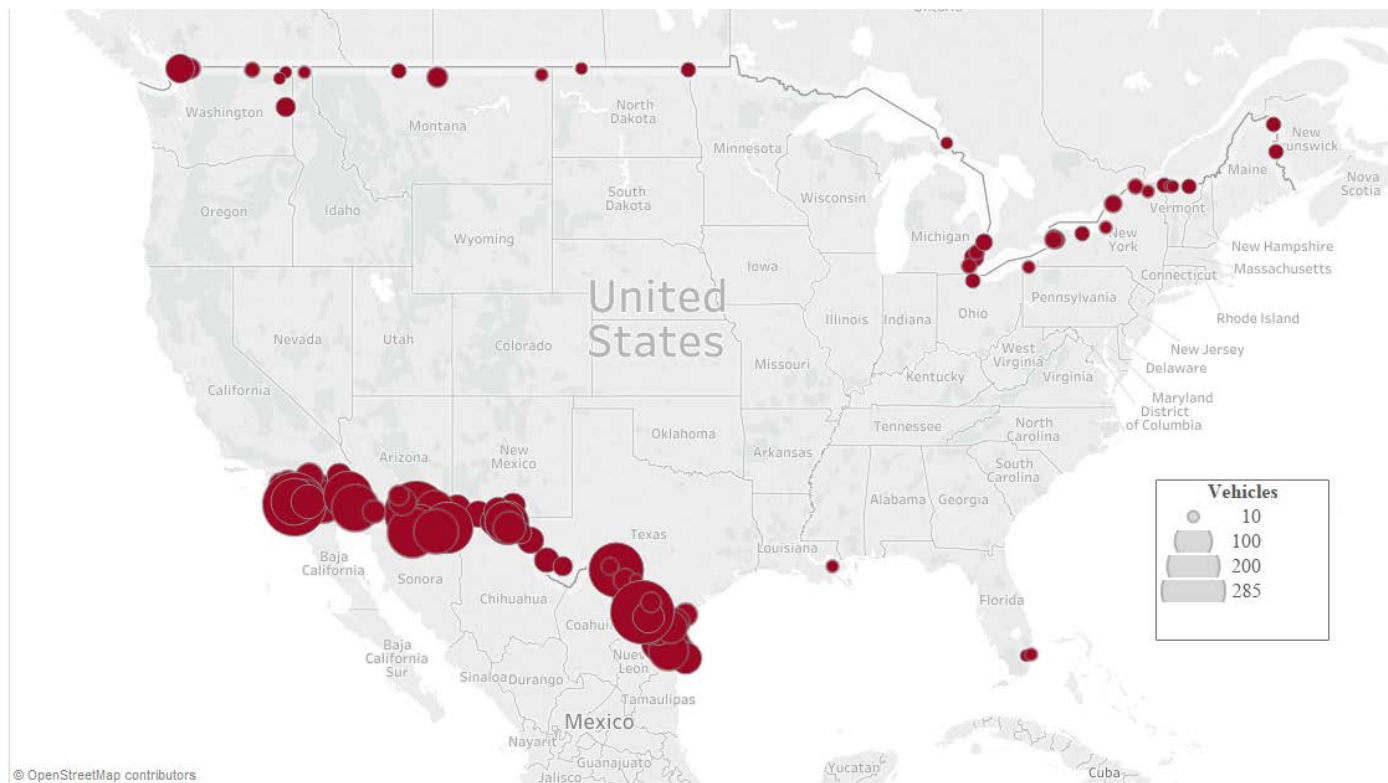 Ontario
Washington
Montana
North
Dakota
Minnesota
New
Brunswick
Maine
Nova
Scotia
Oregon
Idaho
South
Dakota
Wisconsin
Michigan
Vermont
New
York
New Hampshire
Massachusetts
Wyoming
Iowa
Connecticut
Pennsylvania
Rhode Island
United
States
Nevada
Utah
Colorado
Illinois
Indiana
Ohio
New Jersey
West
Virginia
Delaware
Missouri
Kentucky
Virginia
Maryland
District
of Columbia
California
Arizona
New
Mexico
Oklahoma
Arkansas
Tennessee
North
Carolina
South
Carolina
Alabama
Georgia
Texas
Louisiana
Vehicles
10
100
200
285
Baja
California
Sonora
Chihuahua
Florida
Coahuila
Baja
California
Sur
Nuevo
León
Sinaloa
Durango
Tamaulipas
México
Nayarit
Guanajuato
Jalisco
Yucatan
Cuba
© OpenStreetMap contributors